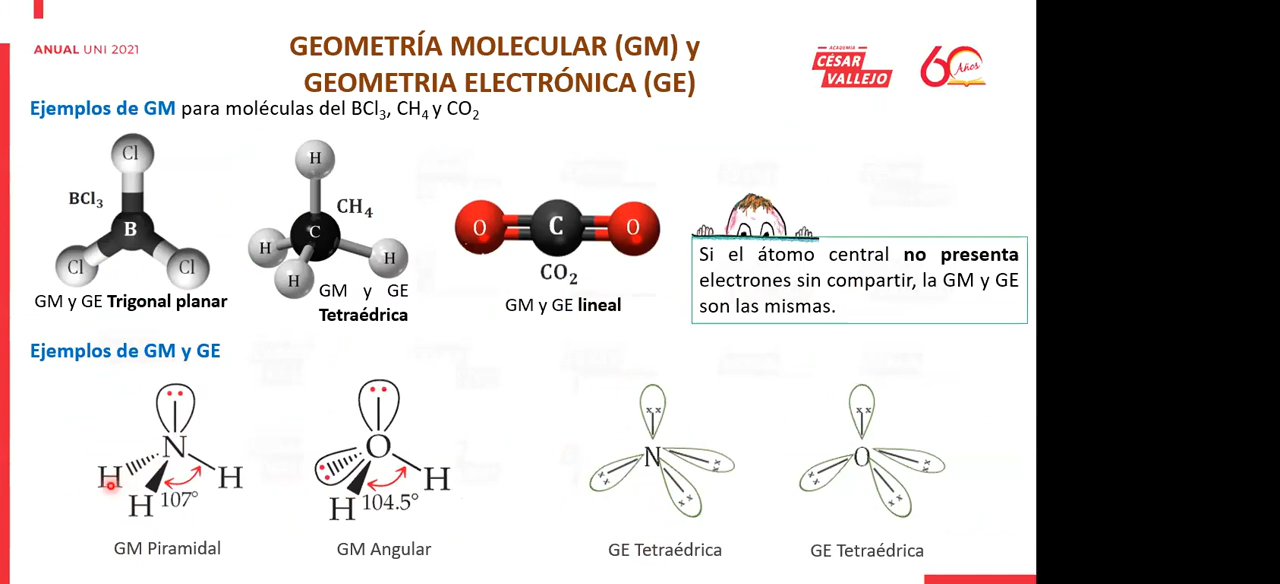 ANUAL UNI 2021
GEOMETRÍA MOLECULAR (GM) y
GEOMETRIA ELECTRÓNICA (GE)
ACADEMIA
CÉSAR
VALLEJO
60 Años
Ejemplos de GM para moléculas del BCl₃, CH₄ y CO₂
Cl
BCl₃
B
Cl
Cl
GM y GE Trigonal planar
H
CH₄
C
H
H
H
GM y GE
Tetraédrica
O
C
O
CO₂
GM y GE lineal
Si el átomo central no presenta
electrones sin compartir, la GM y GE
son las mismas.
Ejemplos de GM y GE
N
H
H
H
107°
GM Piramidal
O
H
H
104.5°
GM Angular
N
x x
x x
x x
x x
GE Tetraédrica
O
x x
x x
x x
x x
GE Tetraédrica